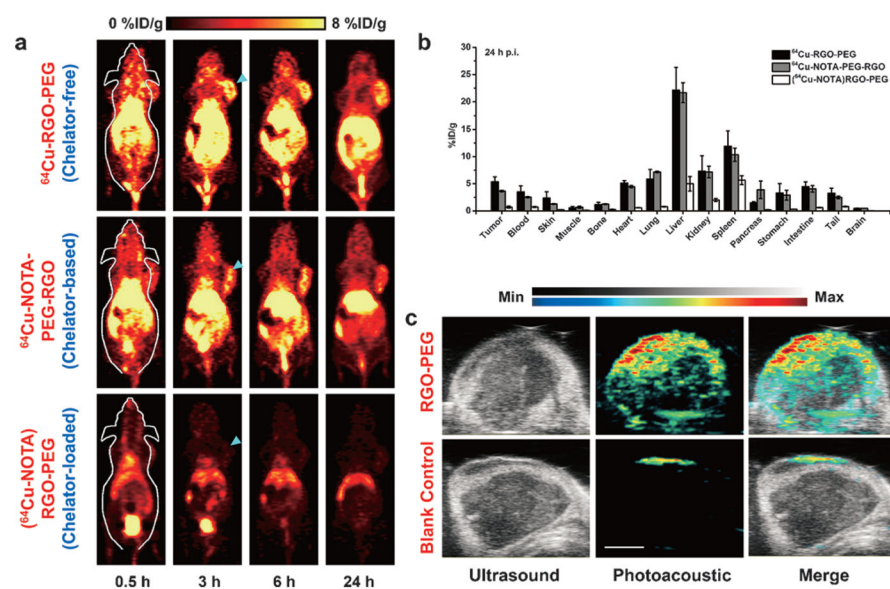 0 %ID/g 8 %ID/g
a
⁶⁴Cu-RGO-PEG
(Chelator-free)
⁶⁴Cu-NOTA-
PEG-RGO
(Chelator-based)
(⁶⁴Cu-NOTA)
RGO-PEG
(Chelator-loaded)
0.5 h 3 h 6 h 24 h
b
24 h p.i.
⁶⁴Cu-RGO-PEG
⁶⁴Cu-NOTA-PEG-RGO
(⁶⁴Cu-NOTA)RGO-PEG
%ID/g
30
25
20
15
10
5
0
Tumor Blood Skin Muscle Bone Heart Lung Liver Kidney Spleen Pancreas Stomach Intestine Tail Brain
Min Max
c
RGO-PEG
Blank Control
Ultrasound Photoacoustic Merge